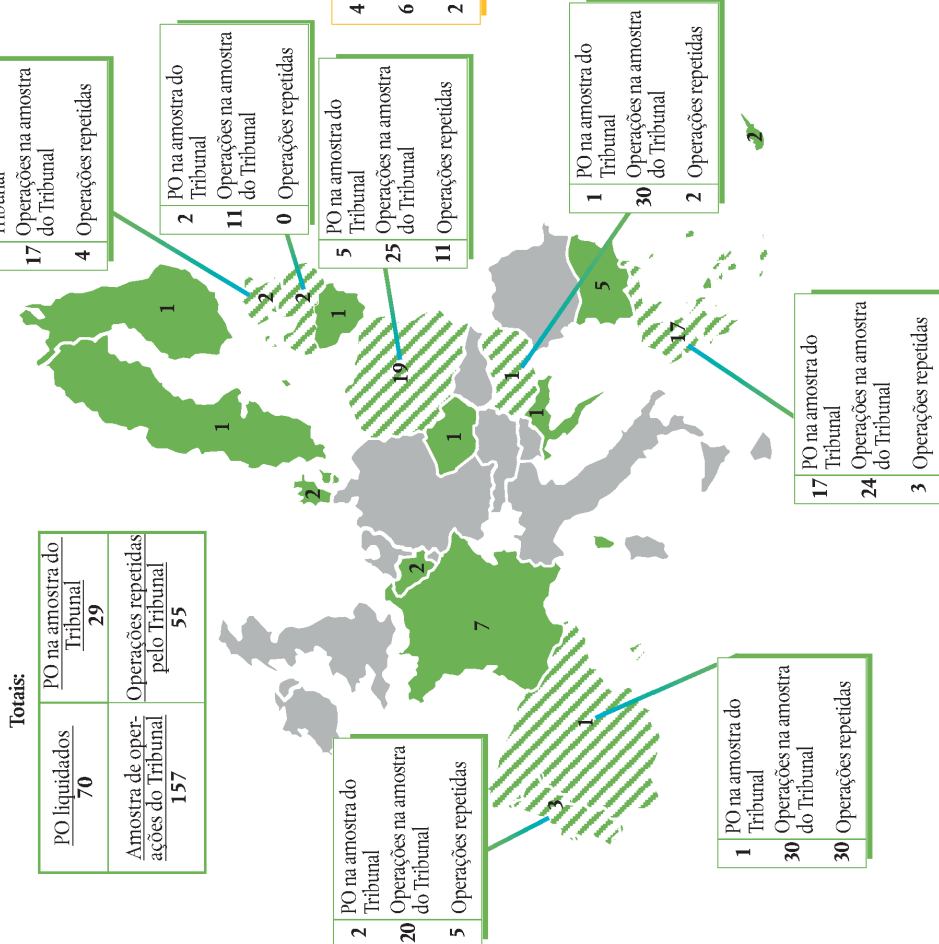 Totais:
PO liquidados
70
PO na amostra do
Tribunal
29
Amostra de oper-
ações do Tribunal
157
Operações repetidas
pelo Tribunal
55
17 Operações na amostra
do Tribunal
4 Operações repetidas
2 PO na amostra do
Tribunal
11 Operações na amostra
do Tribunal
0 Operações repetidas
5 PO na amostra do
Tribunal
25 Operações na amostra
do Tribunal
11 Operações repetidas
4
6
2
1 PO na amostra do
Tribunal
30 Operações na amostra
do Tribunal
2 Operações repetidas
17 PO na amostra do
Tribunal
24 Operações na amostra
do Tribunal
3 Operações repetidas
2 PO na amostra do
Tribunal
20 Operações na amostra
do Tribunal
5 Operações repetidas
1 PO na amostra do
Tribunal
30 Operações na amostra
do Tribunal
30 Operações repetidas
1
1
2
2
1
19
1
1
1
2
2
7
5
17
2
1
3